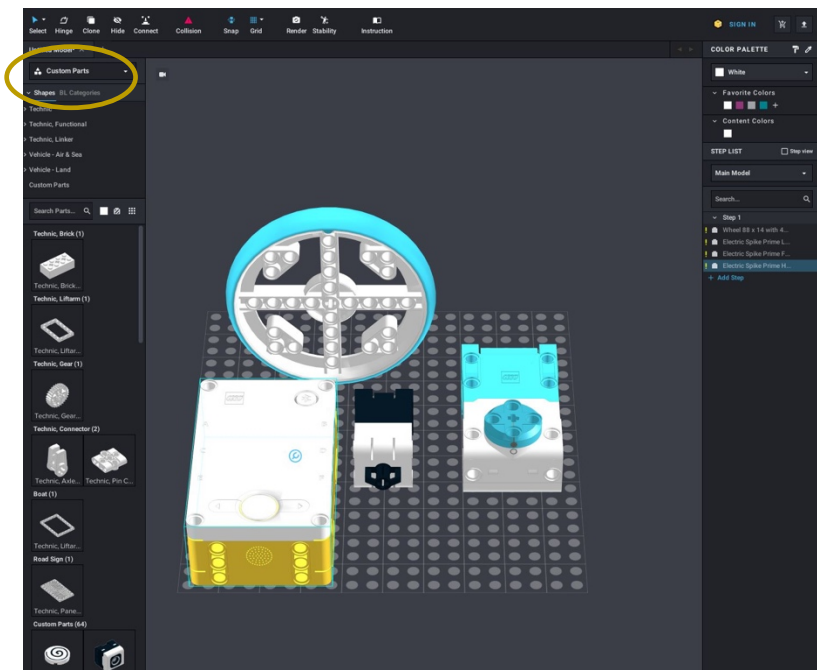 Select Hinge Clone Hide Connect Collision Snap Grid Render Stability Instruction
SIGN IN
COLOR PALETTE
Custom Parts
White
Shapes BL Categories
Favorite Colors
Technic
+
Technic, Functional
Content Colors
Technic, Linker
Vehicle - Air & Sea
STEP LIST Step view
Vehicle - Land
Main Model
Custom Parts
Search...
Search Parts...
Step 1
Technic, Brick (1)
Wheel 88 x 14 with 4...
Electric Spike Prime L...
Electric Spike Prime F...
Electric Spike Prime H...
+ Add Step
Technic, Brick...
Technic, Liftarm (1)
Technic, Liftar...
Technic, Gear (1)
Technic, Gear...
Technic, Connector (2)
Technic, Axle... Technic, Pin C...
Boat (1)
Technic, Liftar...
Road Sign (1)
Technic, Pane...
Custom Parts (64)